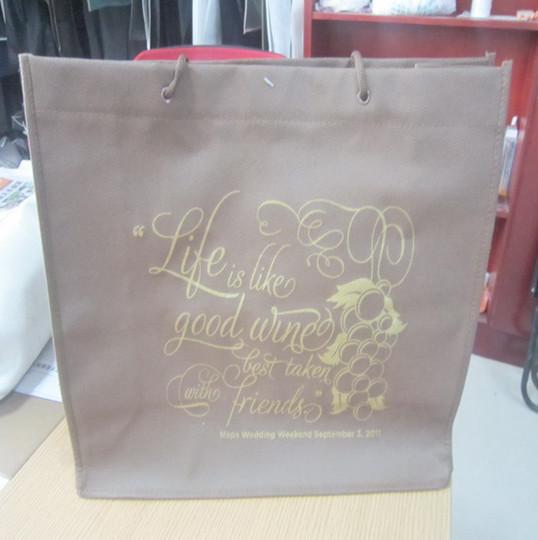 “Life is like
good wine
best taken
with friends.”
Wedding Weekend September 3, 2011